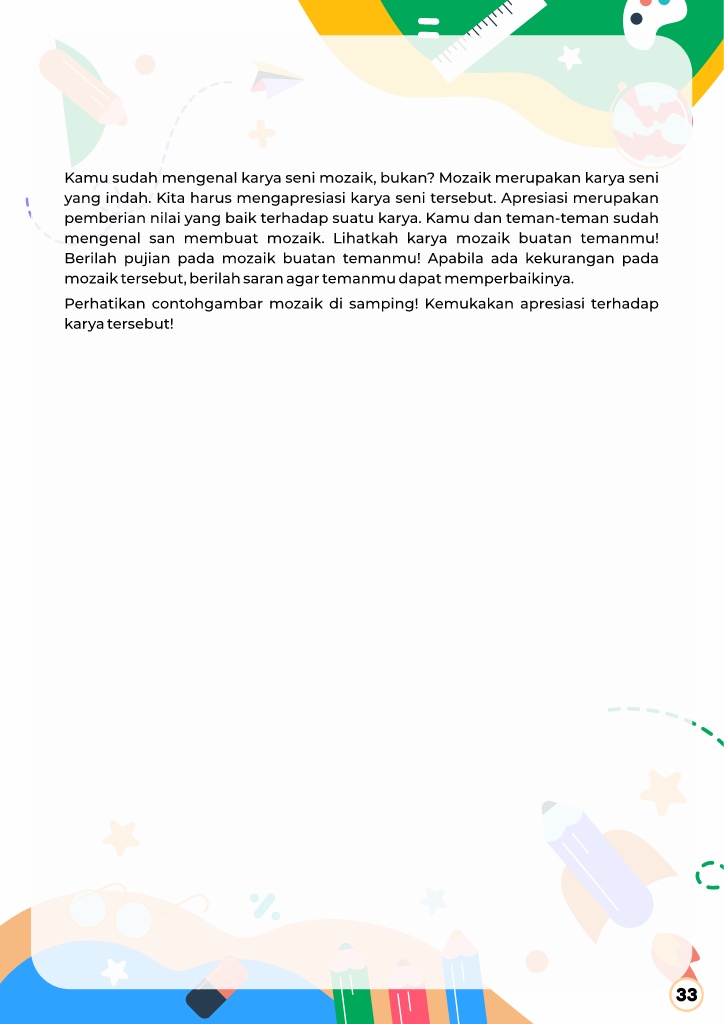 Kamu sudah mengenal karya seni mozaik, bukan? Mozaik merupakan karya seni
yang indah. Kita harus mengapresiasi karya seni tersebut. Apresiasi merupakan
pemberian nilai yang baik terhadap suatu karya. Kamu dan teman-teman sudah
mengenal san membuat mozaik. Lihatkah karya mozaik buatan temanmu!
Berilah pujian pada mozaik buatan temanmu! Apabila ada kekurangan pada
mozaik tersebut, berilah saran agar temanmu dapat memperbaikinya.
Perhatikan contohgambar mozaik di samping! Kemukakan apresiasi terhadap
karya tersebut!
33